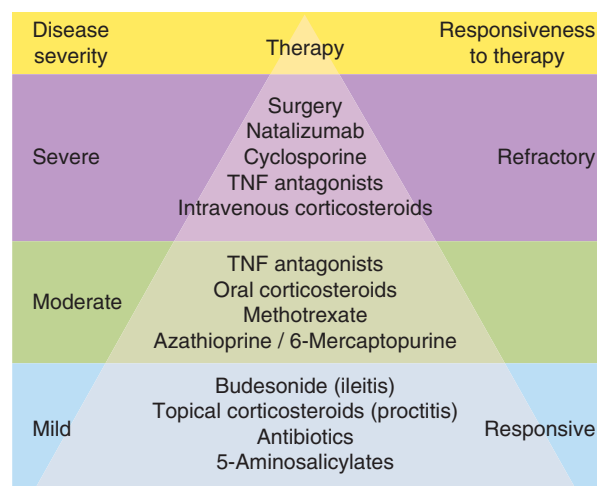 Disease
severity
Therapy
Responsiveness
to therapy
Severe
Surgery
Natalizumab
Cyclosporine
TNF antagonists
Intravenous corticosteroids
Refractory
Moderate
TNF antagonists
Oral corticosteroids
Methotrexate
Azathioprine / 6-Mercaptopurine
Mild
Budesonide (ileitis)
Topical corticosteroids (proctitis)
Antibiotics
5-Aminosalicylates
Responsive